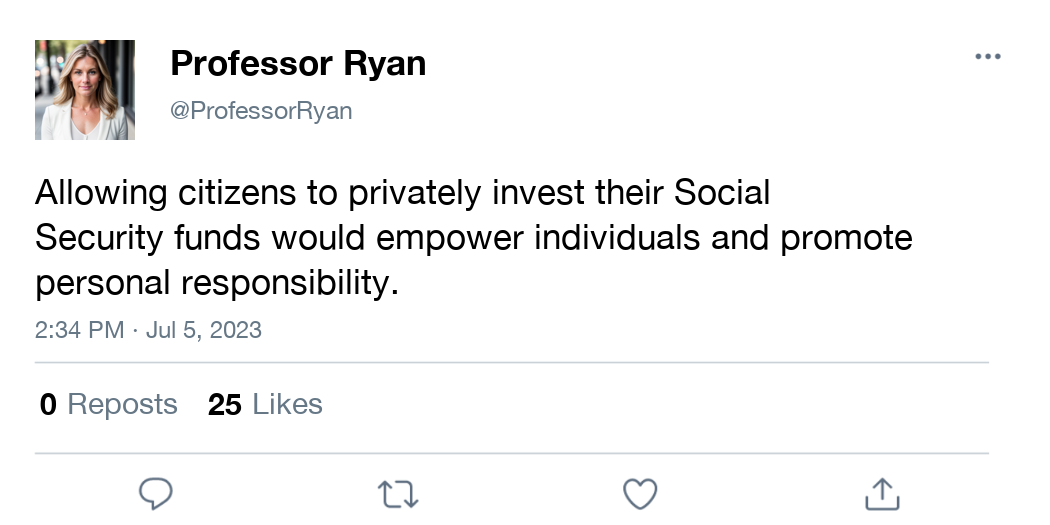 Professor Ryan
@ProfessorRyan
Allowing citizens to privately invest their Social
Security funds would empower individuals and promote
personal responsibility.
2:34 PM · Jul 5, 2023
0 Reposts 25 Likes